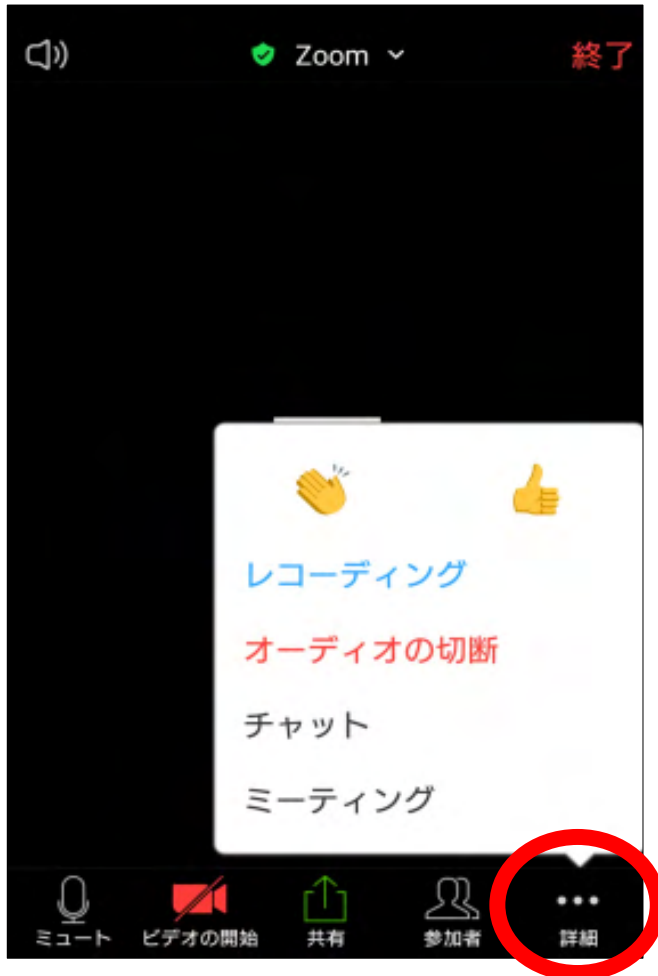 Zoom
終了
レコーディング
オーディオの切断
チャット
ミーティング
ミュート ビデオの開始 共有 参加者 詳細